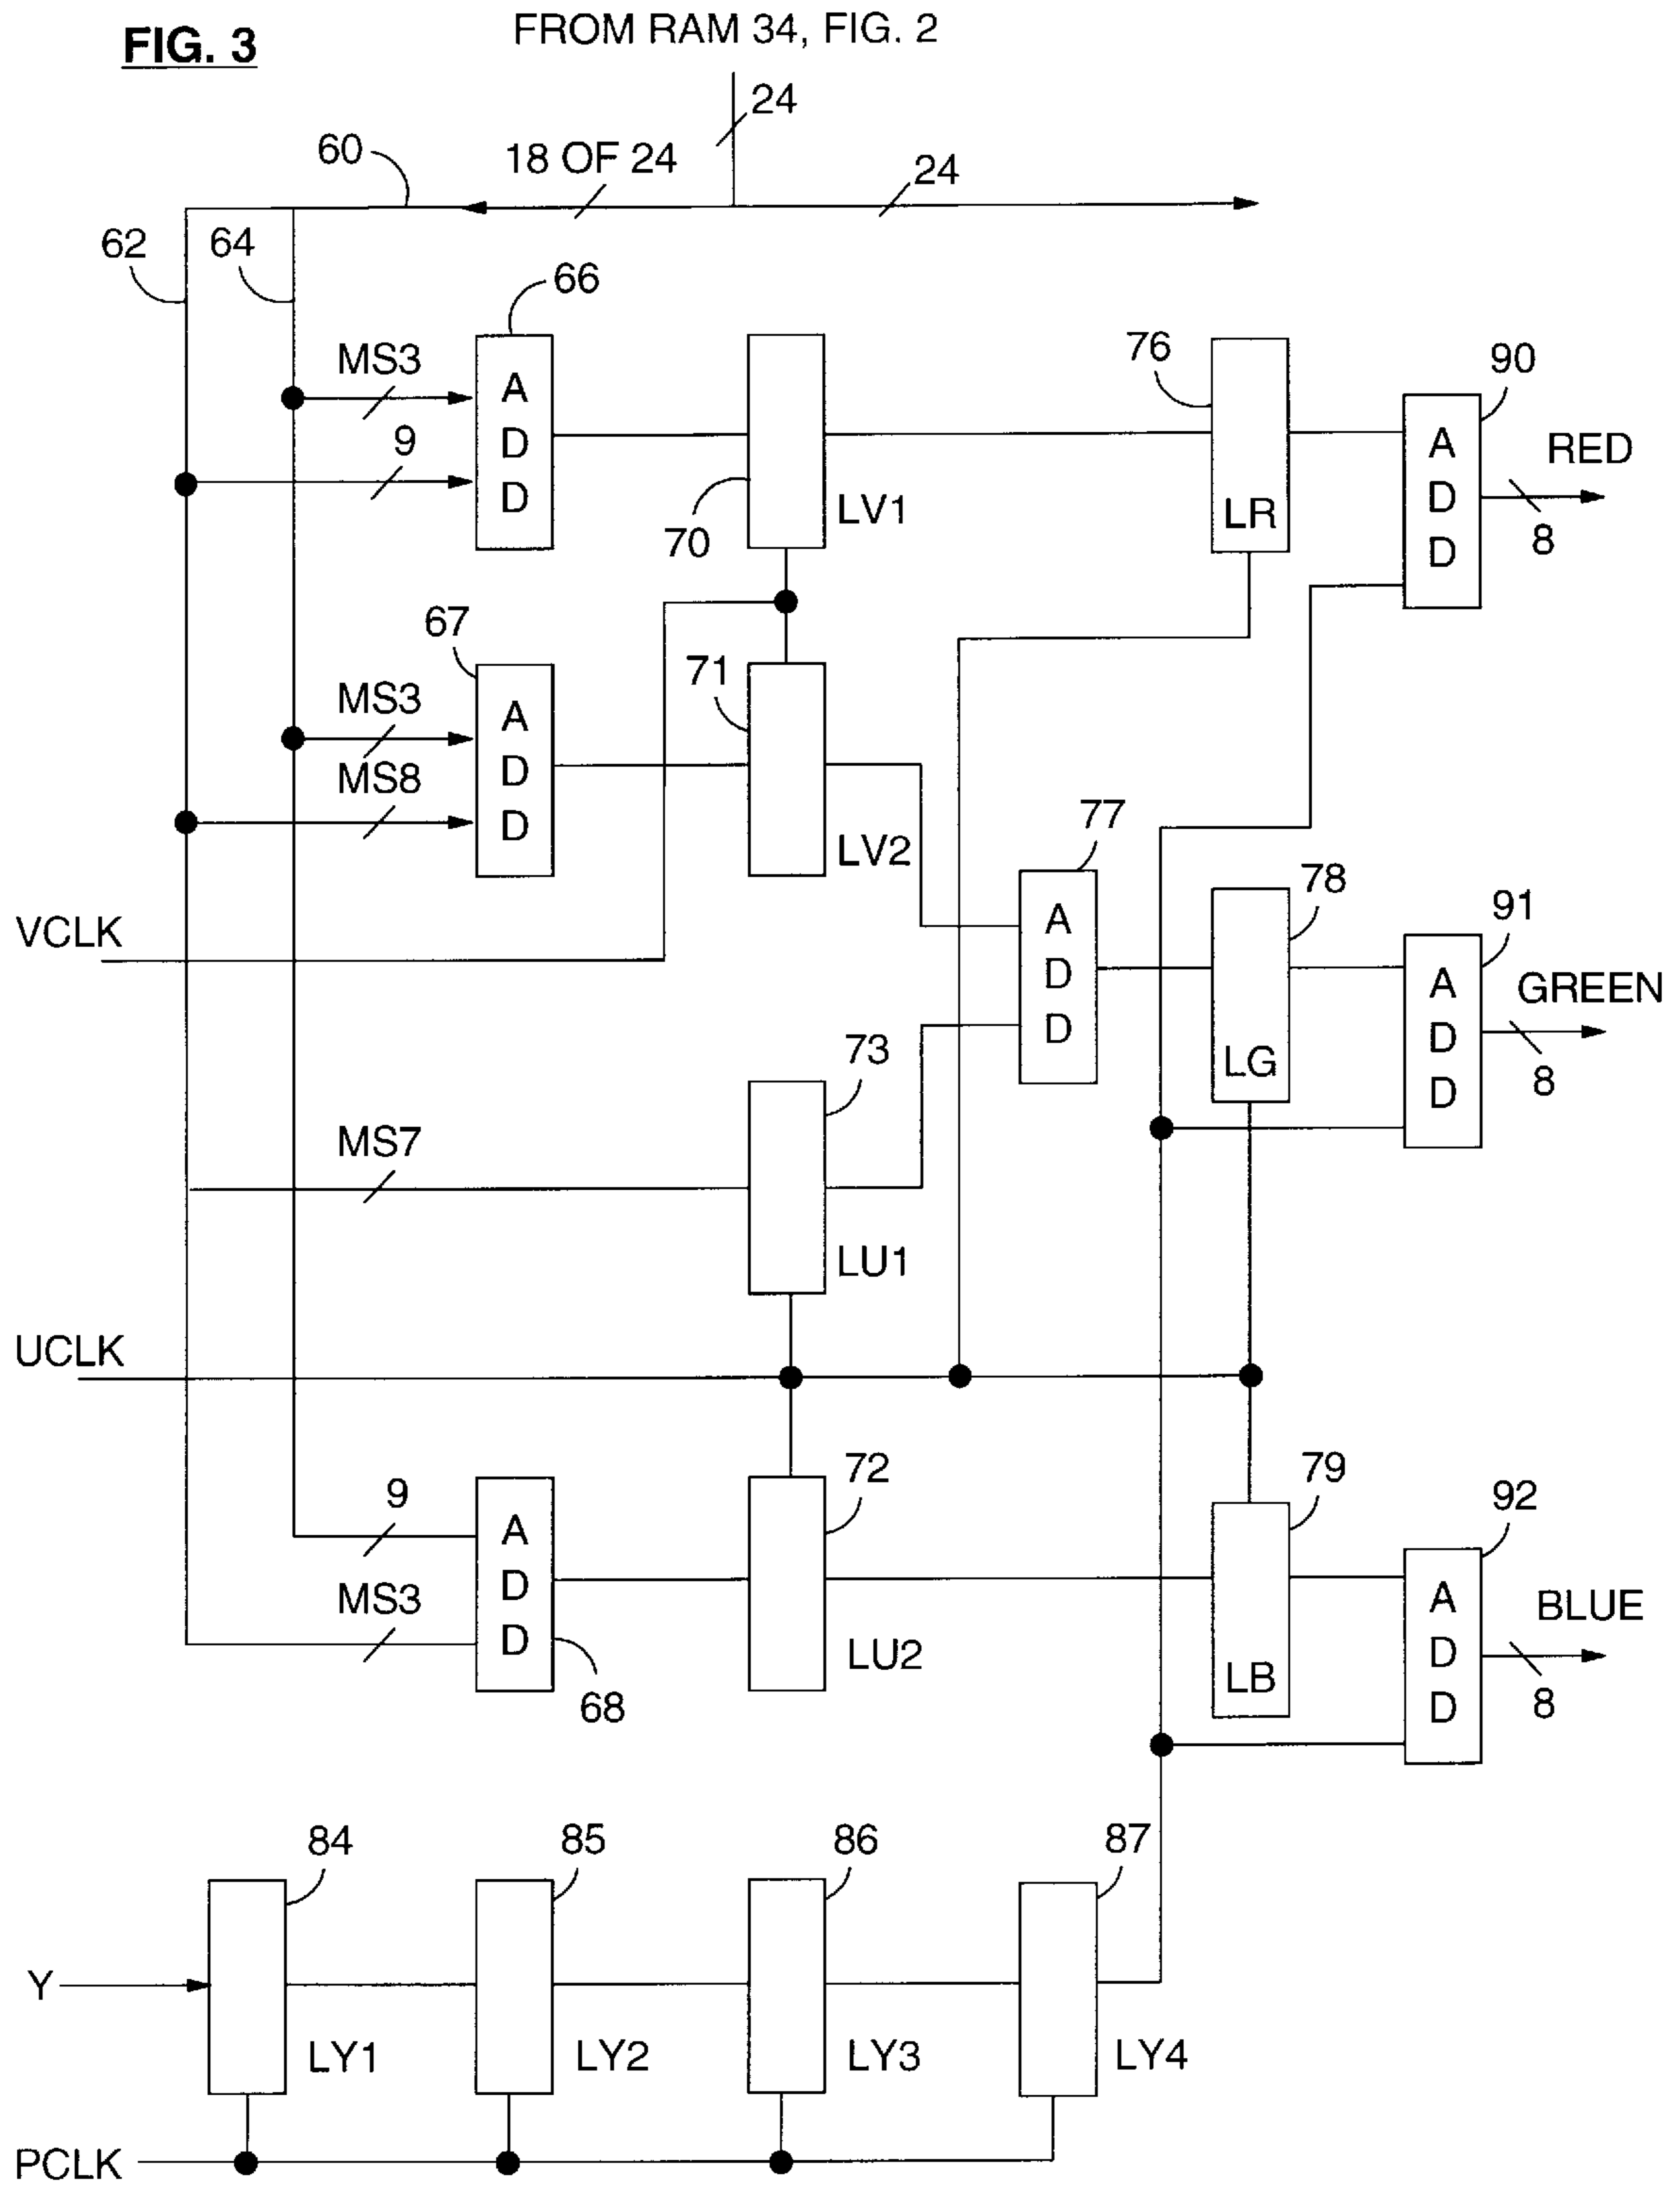 FIG. 3
FROM RAM 34, FIG. 2
24
60
18 OF 24
24
62
64
66
MS3
9
A
D
D
70
LV1
76
LR
90
A
D
D
RED
8
67
MS3
MS8
A
D
D
71
LV2
VCLK
77
A
D
D
78
LG
91
A
D
D
GREEN
8
73
MS7
LU1
UCLK
9
MS3
A
D
D
68
72
LU2
79
LB
92
A
D
D
BLUE
8
84
85
86
87
Y
LY1
LY2
LY3
LY4
PCLK